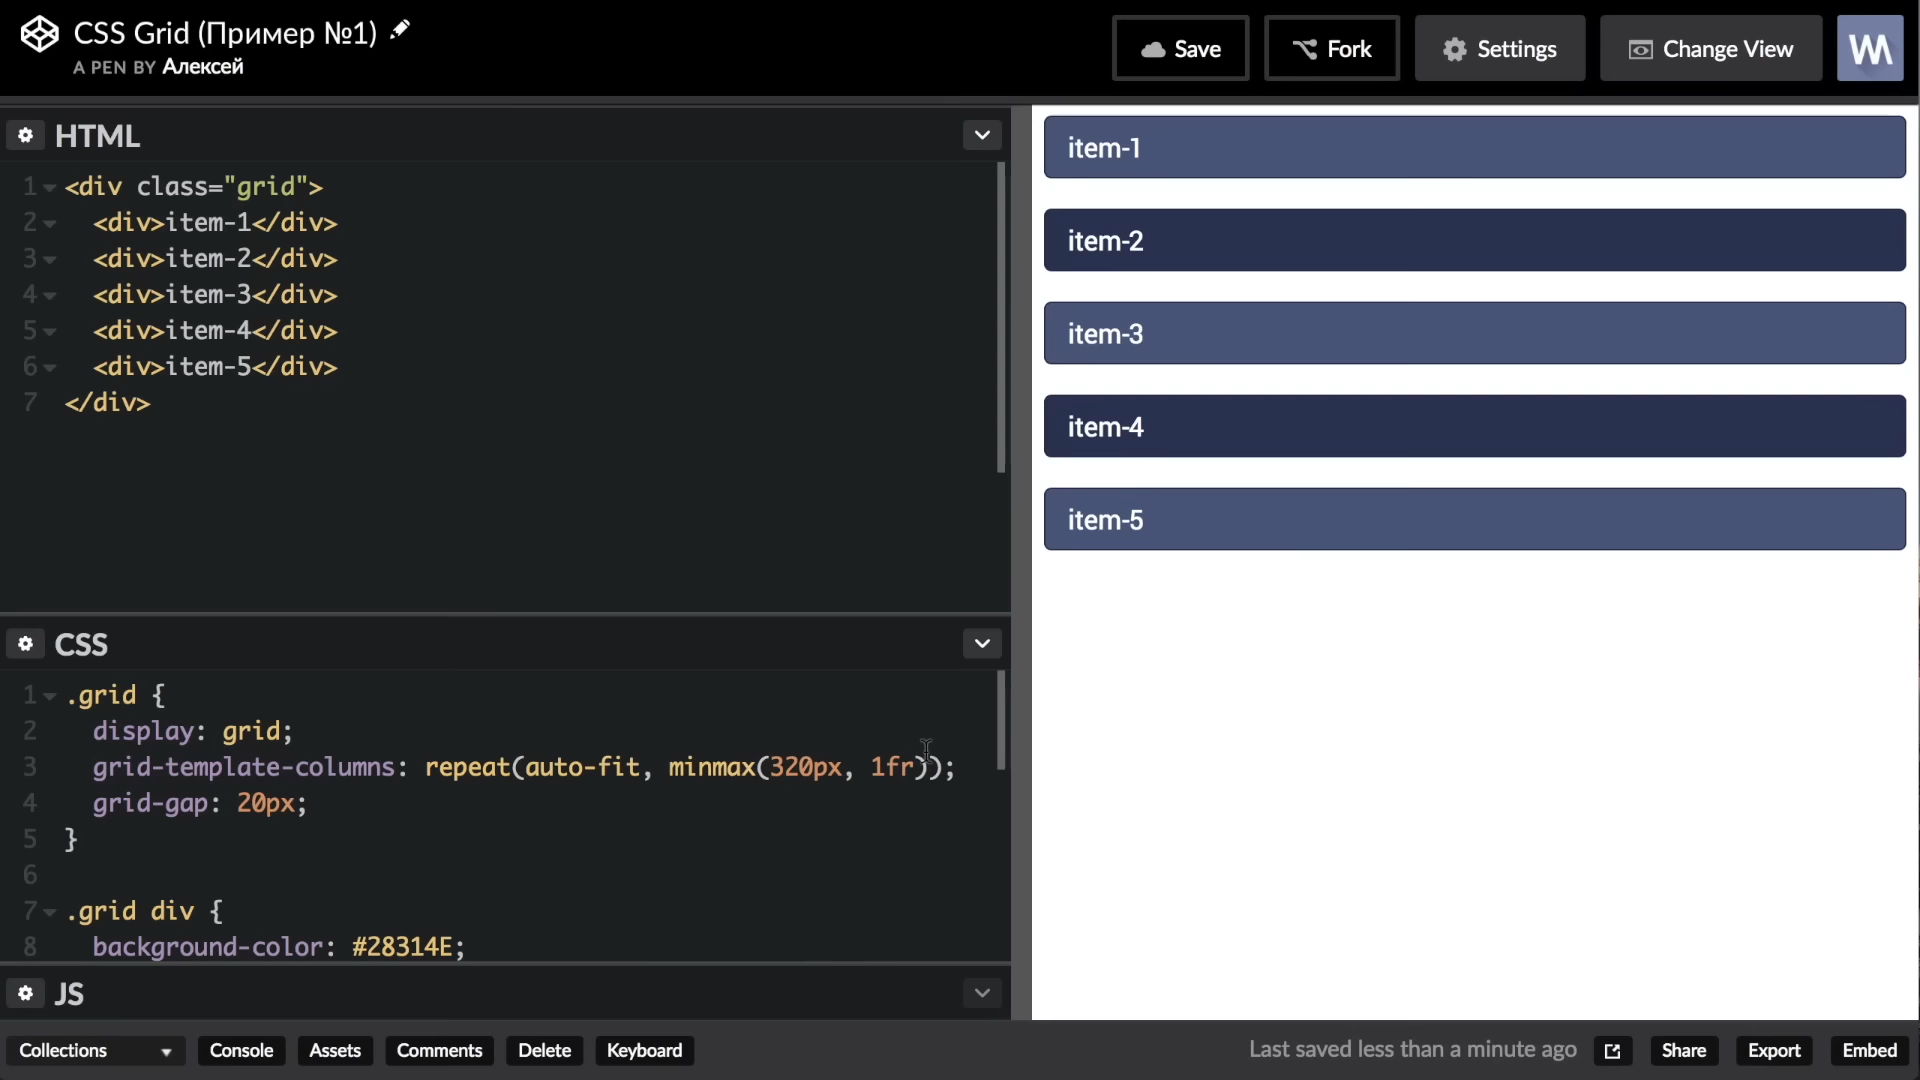 CSS Grid (Пример №1)
A PEN BY Алексей
Save
Fork
Settings
Change View
HTML
1 <div class="grid">
2 <div>item-1</div>
3 <div>item-2</div>
4 <div>item-3</div>
5 <div>item-4</div>
6 <div>item-5</div>
7 </div>
CSS
1 .grid {
2 display: grid;
3 grid-template-columns: repeat(auto-fit, minmax(320px, 1fr));
4 grid-gap: 20px;
5 }
6
7 .grid div {
8 background-color: #28314E;
JS
item-1
item-2
item-3
item-4
item-5
Collections
Console
Assets
Comments
Delete
Keyboard
Last saved less than a minute ago
Share
Export
Embed